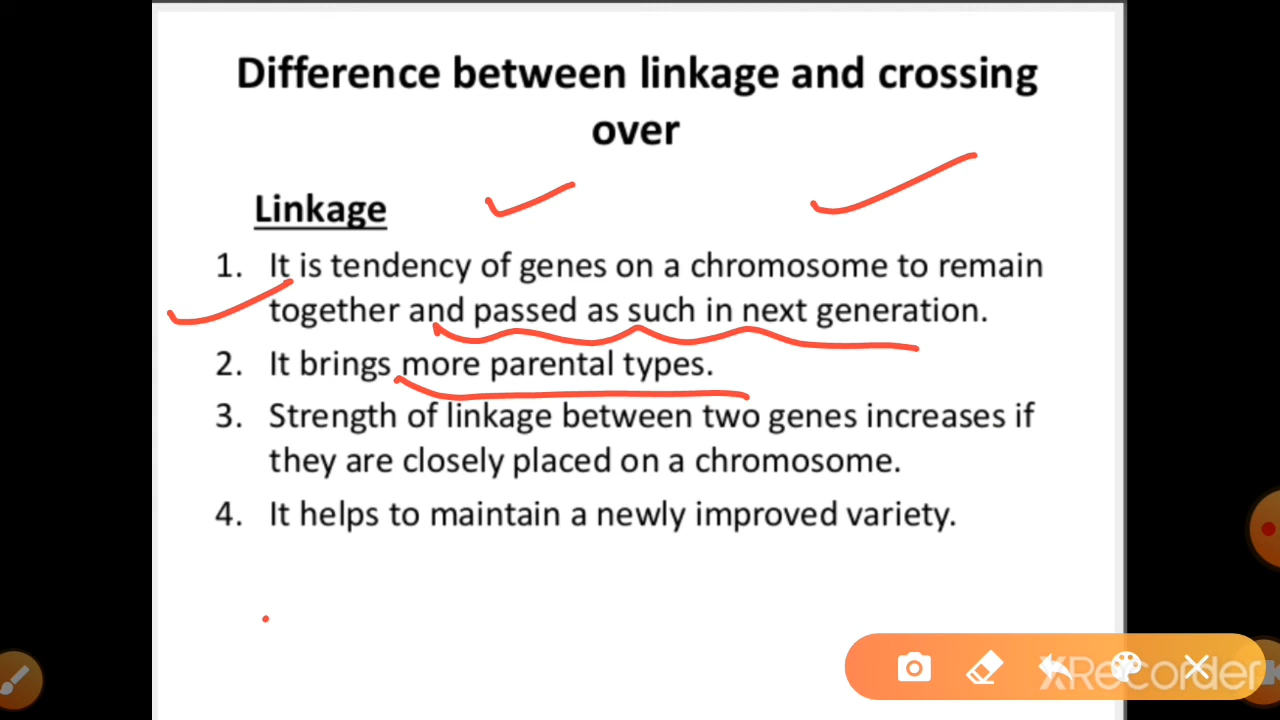 Difference between linkage and crossing
over
Linkage
1. It is tendency of genes on a chromosome to remain
together and passed as such in next generation.
2. It brings more parental types.
3. Strength of linkage between two genes increases if
they are closely placed on a chromosome.
4. It helps to maintain a newly improved variety.
XRecorder